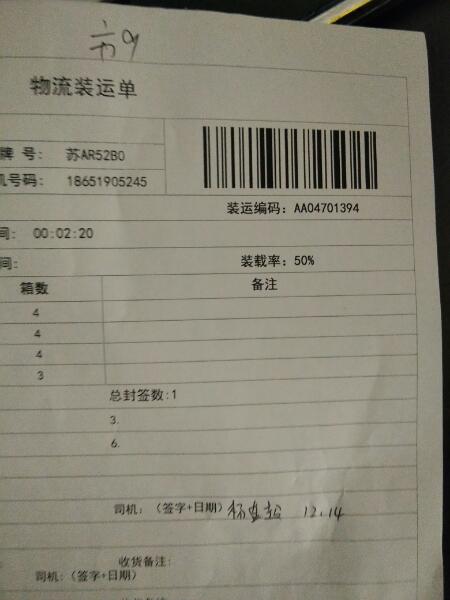 物流装运单
牌 号: 苏AR52B0
机号码: 18651905245
装运编码: AA04701394
间: 00:02:20
间:
装载率: 50%
箱数
备注
4
4
4
3
总封签数:1
3.
6.
司机: (签字+日期) 12.14
收货备注:
司机: (签字+日期)